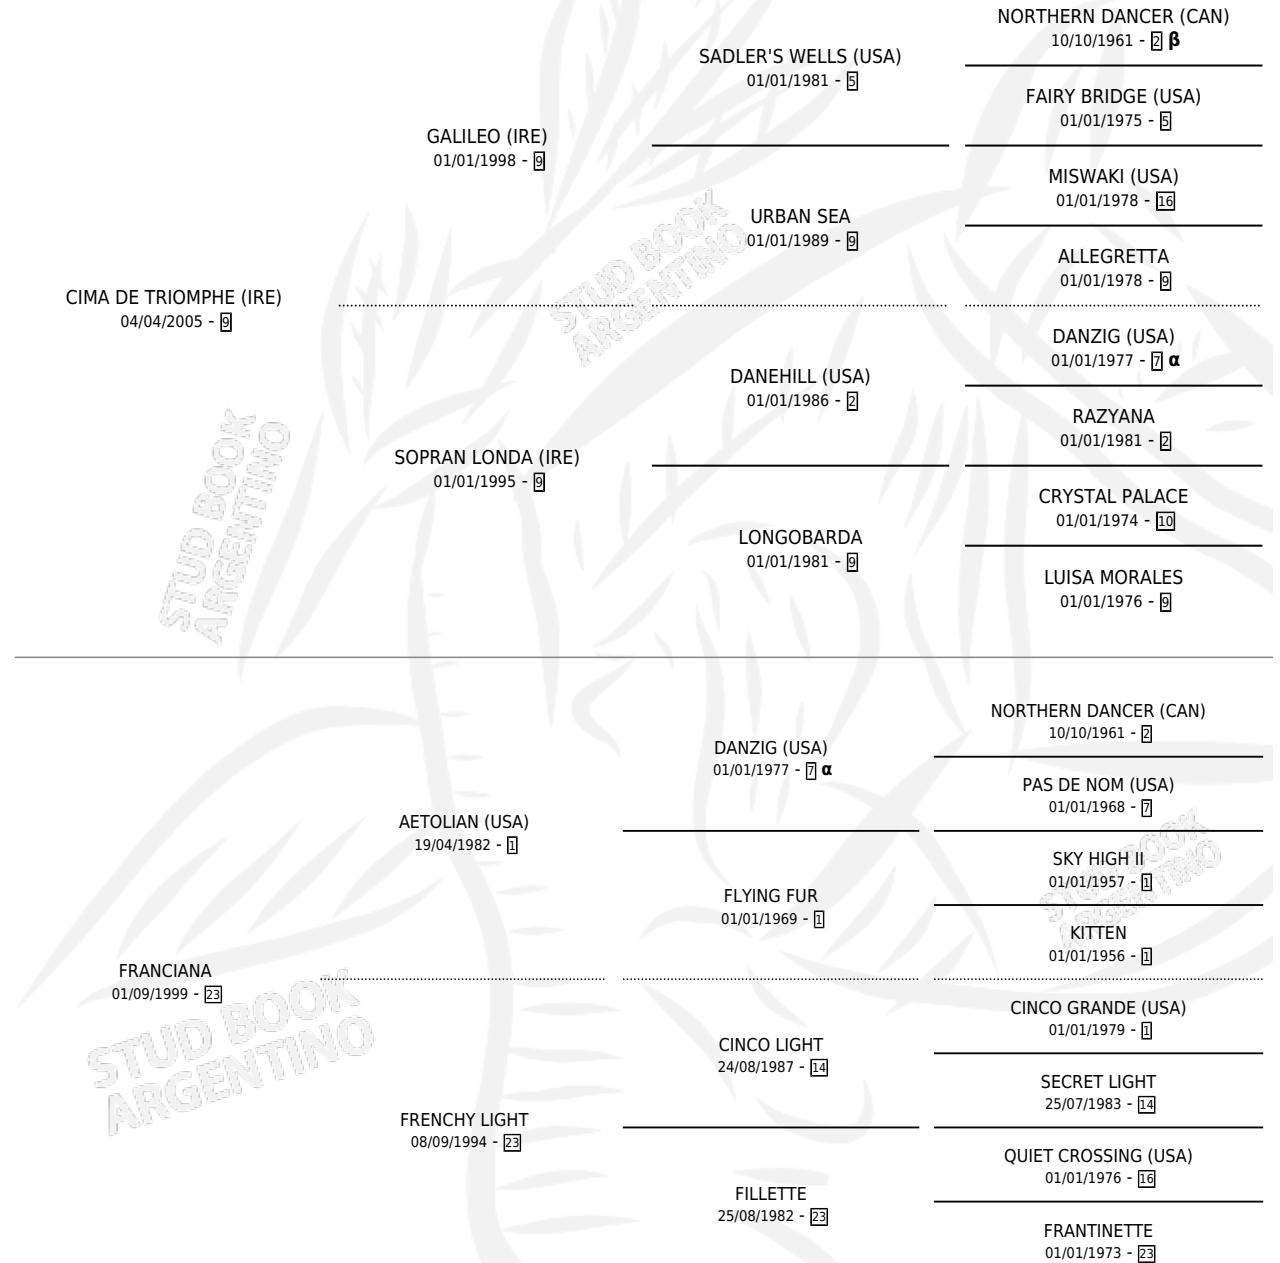 NORTHERN DANCER (CAN)
10/10/1961 - 2 β
SADLER'S WELLS (USA)
01/01/1981 - 5
FAIRY BRIDGE (USA)
01/01/1975 - 5
GALILEO (IRE)
01/01/1998 - 9
MISWAKI (USA)
01/01/1978 - 16
URBAN SEA
01/01/1989 - 9
ALLEGRETTA
01/01/1978 - 9
CIMA DE TRIOMPHE (IRE)
04/04/2005 - 9
DANZIG (USA)
01/01/1977 - 7 α
DANEHILL (USA)
01/01/1986 - 2
RAZYANA
01/01/1981 - 2
SOPRAN LONDA (IRE)
01/01/1995 - 9
CRYSTAL PALACE
01/01/1974 - 10
LONGOBARDA
01/01/1981 - 9
LUISA MORALES
01/01/1976 - 9
NORTHERN DANCER (CAN)
10/10/1961 - 2
DANZIG (USA)
01/01/1977 - 7 α
PAS DE NOM (USA)
01/01/1968 - 7
AETOLIAN (USA)
19/04/1982 - 1
SKY HIGH II
01/01/1957 - 1
FLYING FUR
01/01/1969 - 1
KITTEN
01/01/1956 - 1
FRANCIANA
01/09/1999 - 23
CINCO GRANDE (USA)
01/01/1979 - 1
CINCO LIGHT
24/08/1987 - 14
SECRET LIGHT
25/07/1983 - 14
FRENCHY LIGHT
08/09/1994 - 23
QUIET CROSSING (USA)
01/01/1976 - 16
FILLETTE
25/08/1982 - 23
FRANTINETTE
01/01/1973 - 23
STUD BOOK
ARGENTINO
STUD BOOK
ARGENTINO
STUD BOOK
ARGENTINO
STUD BOOK
ARGENTINO